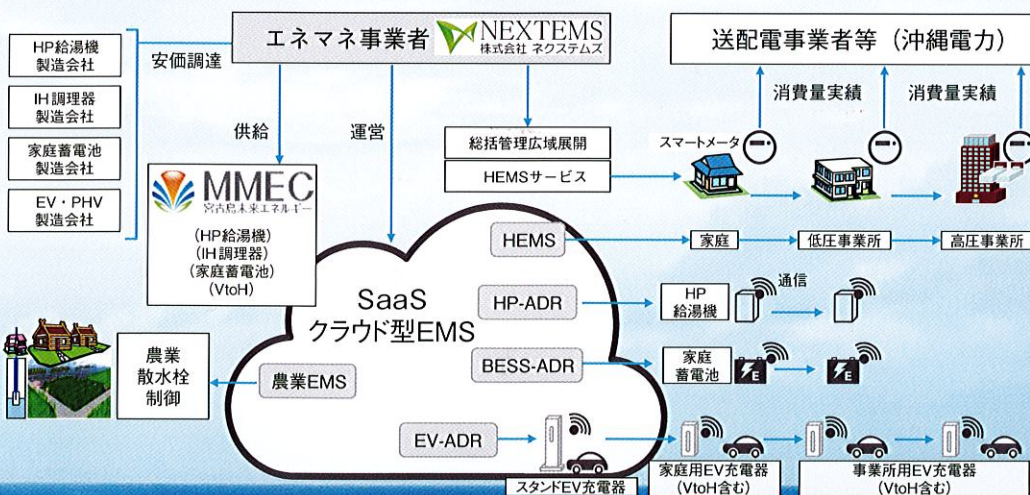 エネマネ事業者
NEXTEMS
株式会社 ネクステムズ
送配電事業者等（沖縄電力）
HP給湯機
製造会社
IH調理器
製造会社
家庭蓄電池
製造会社
EV・PHV
製造会社
安価調達
供給
運営
総括管理広域展開
HEMSサービス
消費量実績
消費量実績
スマートメータ
MMEC
宮古島未来エネルギー
（HP給湯機）
（IH調理器）
（家庭蓄電池）
（VtoH）
SaaS
クラウド型EMS
HEMS
家庭
低圧事業所
高圧事業所
HP-ADR
HP
給湯機
通信
BESS-ADR
家庭
蓄電池
E
E
農業EMS
農業
散水栓
制御
EV-ADR
スタンドEV充電器
家庭用EV充電器
（VtoH含む）
事業所用EV充電器
（VtoH含む）